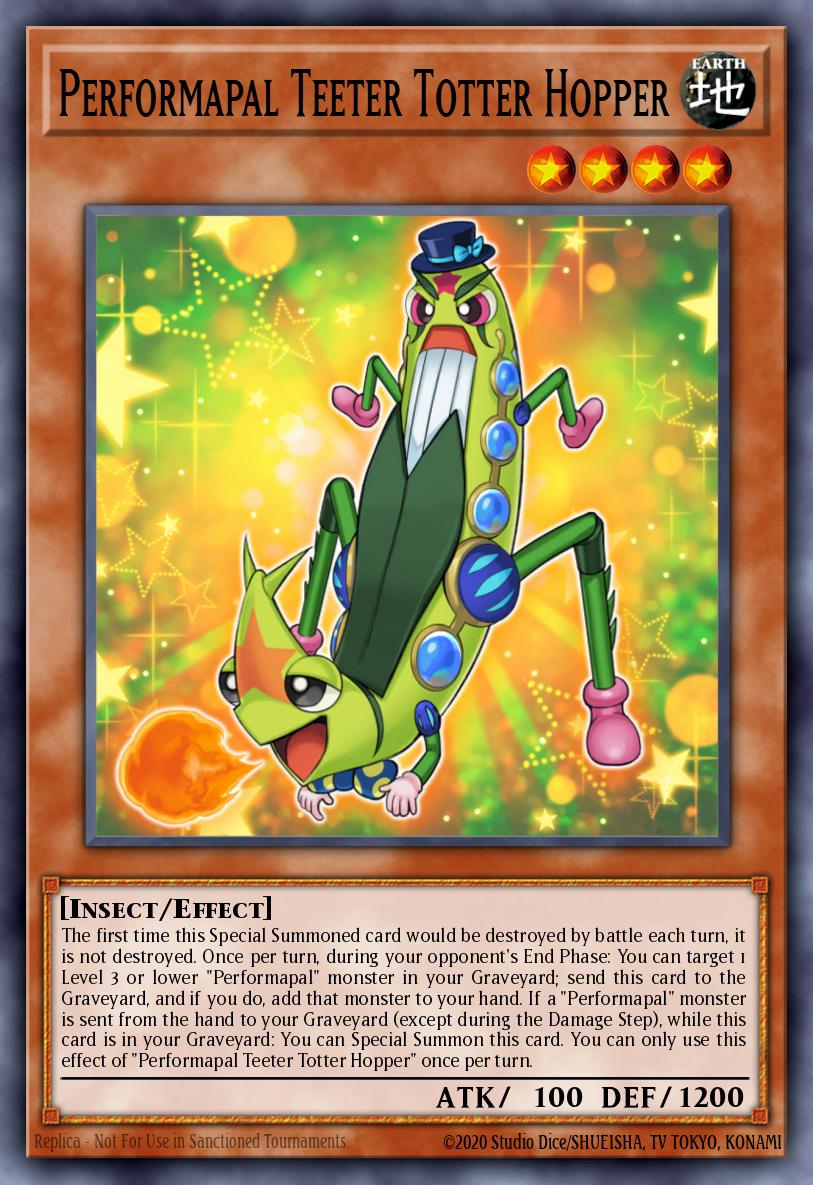 Performapal Teeter Totter Hopper
EARTH
地
[Insect/Effect]
The first time this Special Summoned card would be destroyed by battle each turn, it
is not destroyed. Once per turn, during your opponent's End Phase: You can target 1
Level 3 or lower "Performapal" monster in your Graveyard; send this card to the
Graveyard, and if you do, add that monster to your hand. If a "Performapal" monster
is sent from the hand to your Graveyard (except during the Damage Step), while this
card is in your Graveyard: You can Special Summon this card. You can only use this
effect of "Performapal Teeter Totter Hopper" once per turn.
ATK/ 100 DEF/1200
Replica - Not For Use in Sanctioned Tournaments.
©2020 Studio Dice/SHUEISHA, TV TOKYO, KONAMI